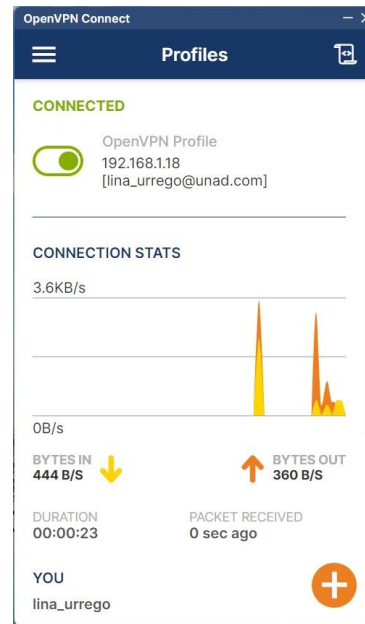 OpenVPN Connect
Profiles
CONNECTED
OpenVPN Profile
192.168.1.18
[lina_urrego@unad.com]
CONNECTION STATS
3.6KB/s
0B/s
BYTES IN
444 B/S
BYTES OUT
360 B/S
DURATION
00:00:23
PACKET RECEIVED
0 sec ago
YOU
lina_urrego